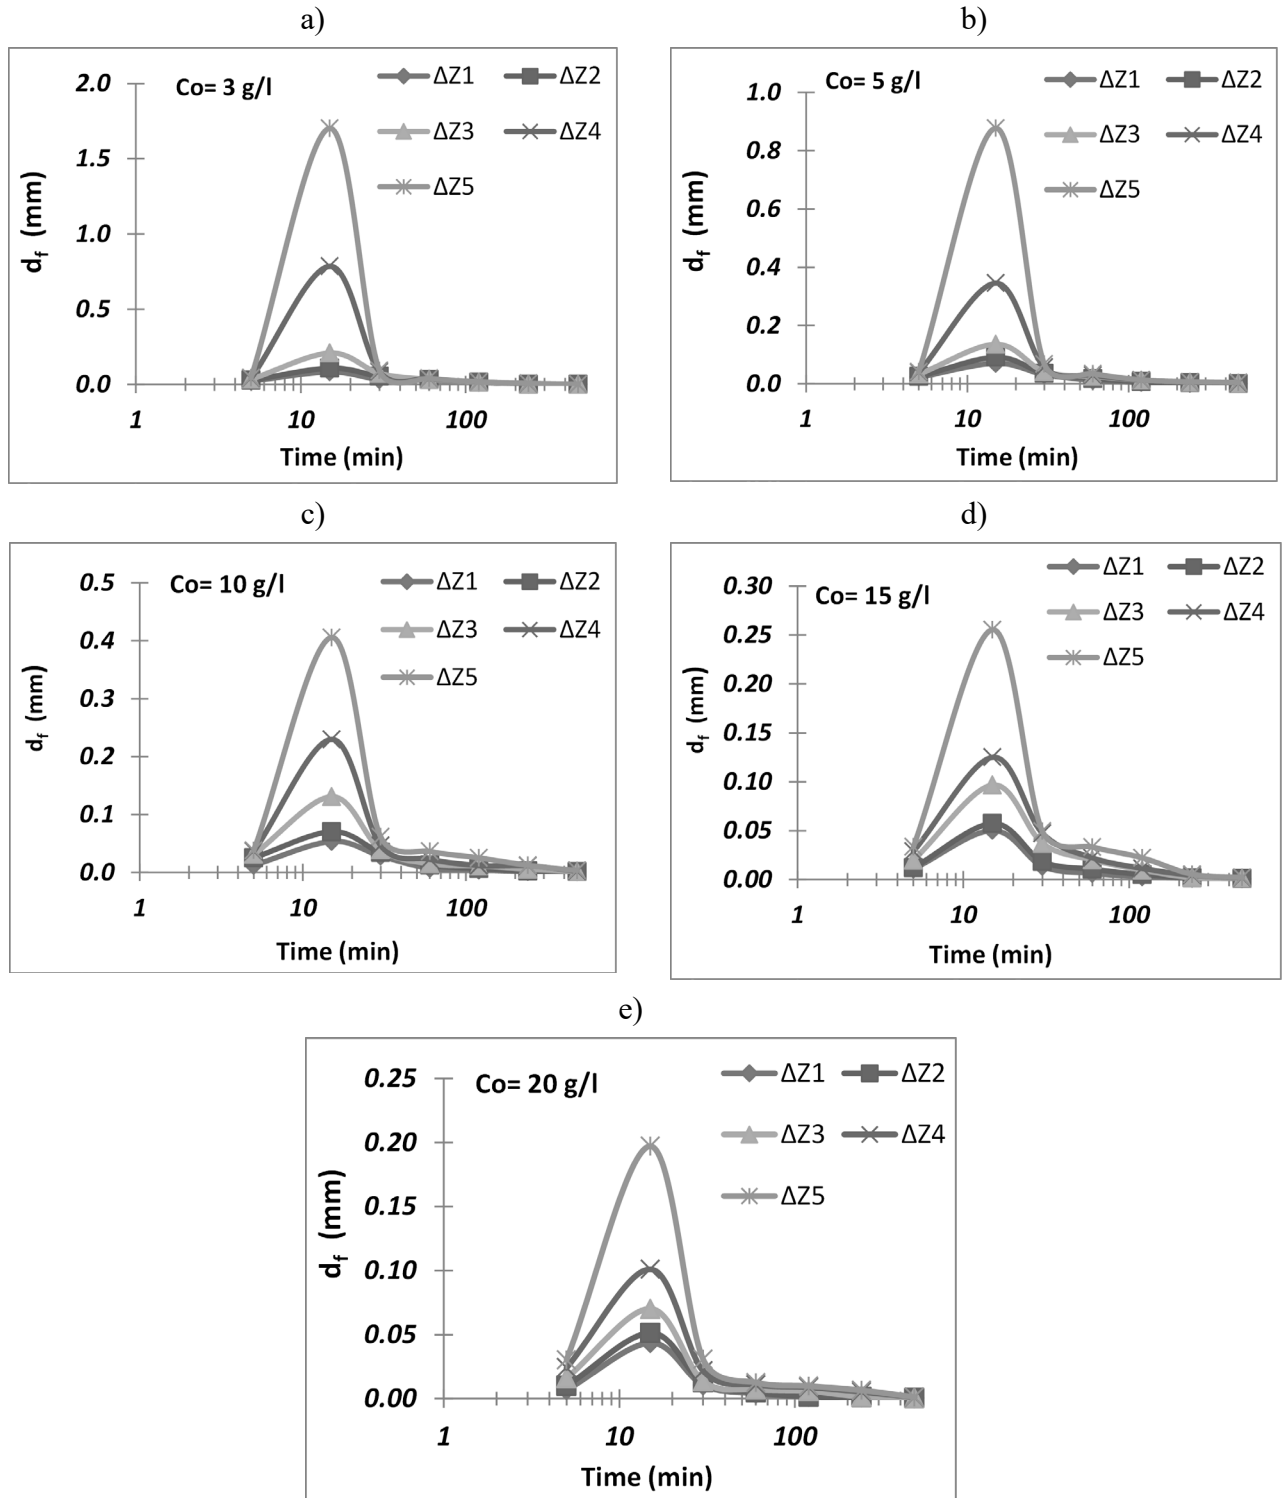 a)
Co= 3 g/l
ΔZ1 ΔZ2
ΔZ3 ΔZ4
ΔZ5
2.0
1.5
1.0
0.5
0.0
df (mm)
1 10 100
Time (min)
b)
Co= 5 g/l
ΔZ1 ΔZ2
ΔZ3 ΔZ4
ΔZ5
1.0
0.8
0.6
0.4
0.2
0.0
df (mm)
1 10 100
Time (min)
c)
Co= 10 g/l
ΔZ1 ΔZ2
ΔZ3 ΔZ4
ΔZ5
0.5
0.4
0.3
0.2
0.1
0.0
df (mm)
1 10 100
Time (min)
d)
Co= 15 g/l
ΔZ1 ΔZ2
ΔZ3 ΔZ4
ΔZ5
0.30
0.25
0.20
0.15
0.10
0.05
0.00
df (mm)
1 10 100
Time (min)
e)
Co= 20 g/l
ΔZ1 ΔZ2
ΔZ3 ΔZ4
ΔZ5
0.25
0.20
0.15
0.10
0.05
0.00
df (mm)
1 10 100
Time (min)